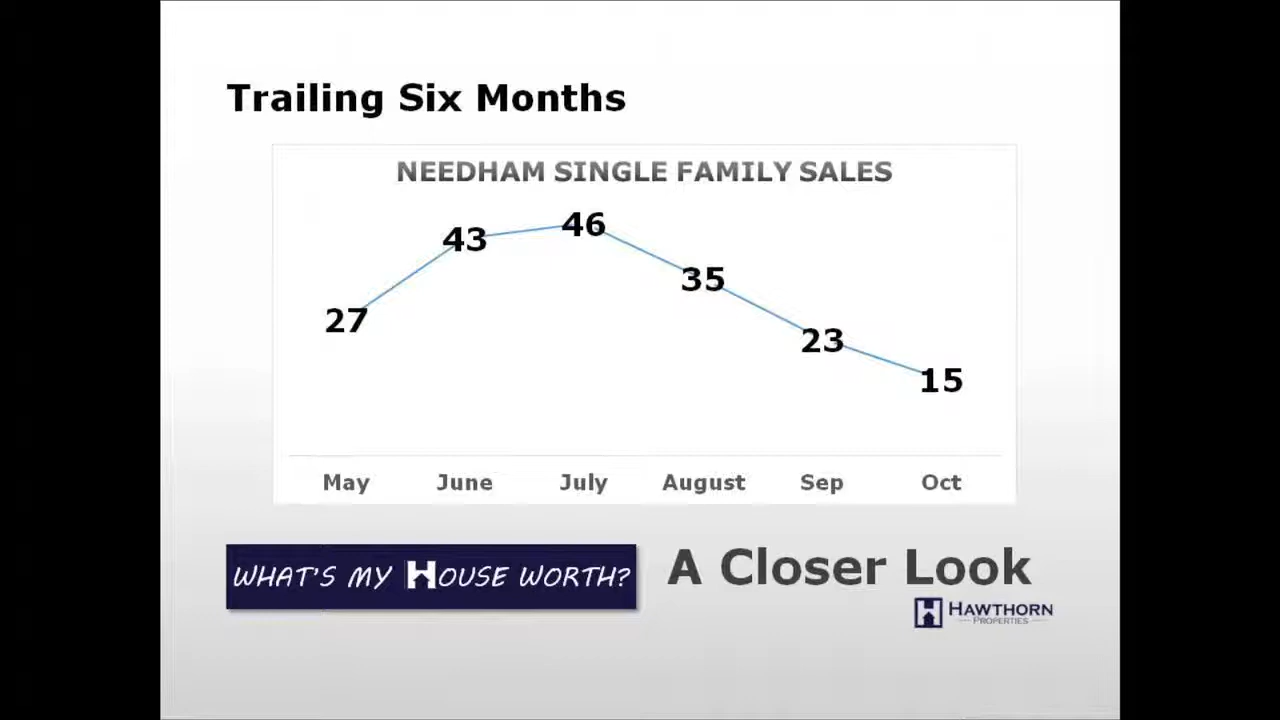 Trailing Six Months
NEEDHAM SINGLE FAMILY SALES
27
43
46
35
23
15
May June July August Sep Oct
WHAT'S MY HOUSE WORTH?
A Closer Look
HAWTHORN
PROPERTIES